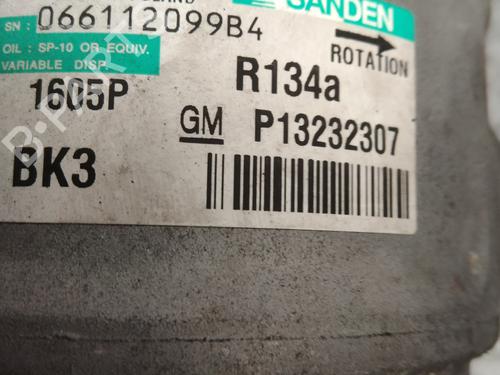 SANDEN
SN : 066112099B4
OIL : SP-10 OR EQUIV.
VARIABLE DISP.
ROTATION
1605P
R134a
GM P13232307
BK3